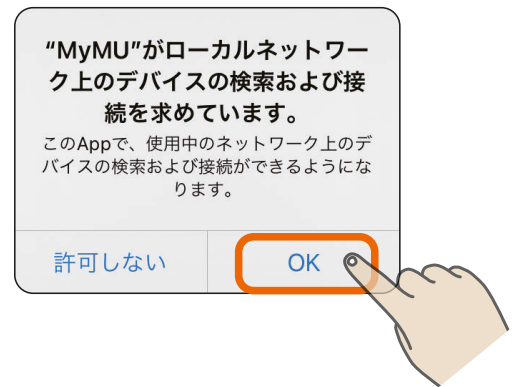 “MyMU”がローカルネットワー
ク上のデバイスの検索および接
続を求めています。
このAppで、使用中のネットワーク上のデ
バイスの検索および接続ができるようにな
ります。
許可しない
OK